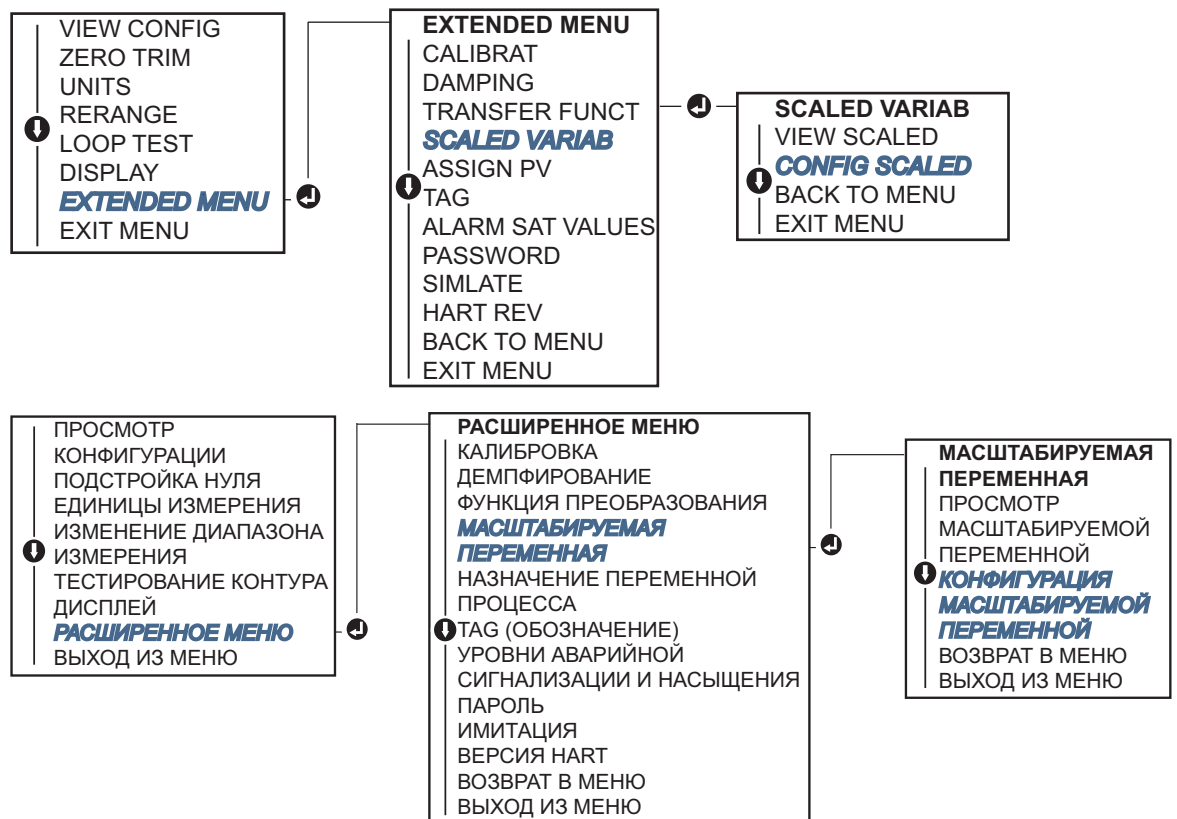 VIEW CONFIG
ZERO TRIM
UNITS
RERANGE
LOOP TEST
DISPLAY
EXTENDED MENU
EXIT MENU
EXTENDED MENU
CALIBRAT
DAMPING
TRANSFER FUNCT
SCALED VARIAB
ASSIGN PV
TAG
ALARM SAT VALUES
PASSWORD
SIMLATE
HART REV
BACK TO MENU
EXIT MENU
SCALED VARIAB
VIEW SCALED
CONFIG SCALED
BACK TO MENU
EXIT MENU
ПРОСМОТР
КОНФИГУРАЦИИ
ПОДСТРОЙКА НУЛЯ
ЕДИНИЦЫ ИЗМЕРЕНИЯ
ИЗМЕНЕНИЕ ДИАПАЗОНА
ИЗМЕРЕНИЯ
ТЕСТИРОВАНИЕ КОНТУРА
ДИСПЛЕЙ
РАСШИРЕННОЕ МЕНЮ
ВЫХОД ИЗ МЕНЮ
РАСШИРЕННОЕ МЕНЮ
КАЛИБРОВКА
ДЕМПФИРОВАНИЕ
ФУНКЦИЯ ПРЕОБРАЗОВАНИЯ
МАСШТАБИРУЕМАЯ
ПЕРЕМЕННАЯ
НАЗНАЧЕНИЕ ПЕРЕМЕННОЙ
ПРОЦЕССА
TAG (ОБОЗНАЧЕНИЕ)
УРОВНИ АВАРИЙНОЙ
СИГНАЛИЗАЦИИ И НАСЫЩЕНИЯ
ПАРОЛЬ
ИМИТАЦИЯ
ВЕРСИЯ HART
ВОЗВРАТ В МЕНЮ
ВЫХОД ИЗ МЕНЮ
МАСШТАБИРУЕМАЯ
ПЕРЕМЕННАЯ
ПРОСМОТР
МАСШТАБИРУЕМОЙ
ПЕРЕМЕННОЙ
КОНФИГУРАЦИЯ
МАСШТАБИРУЕМОЙ
ПЕРЕМЕННОЙ
ВОЗВРАТ В МЕНЮ
ВЫХОД ИЗ МЕНЮ